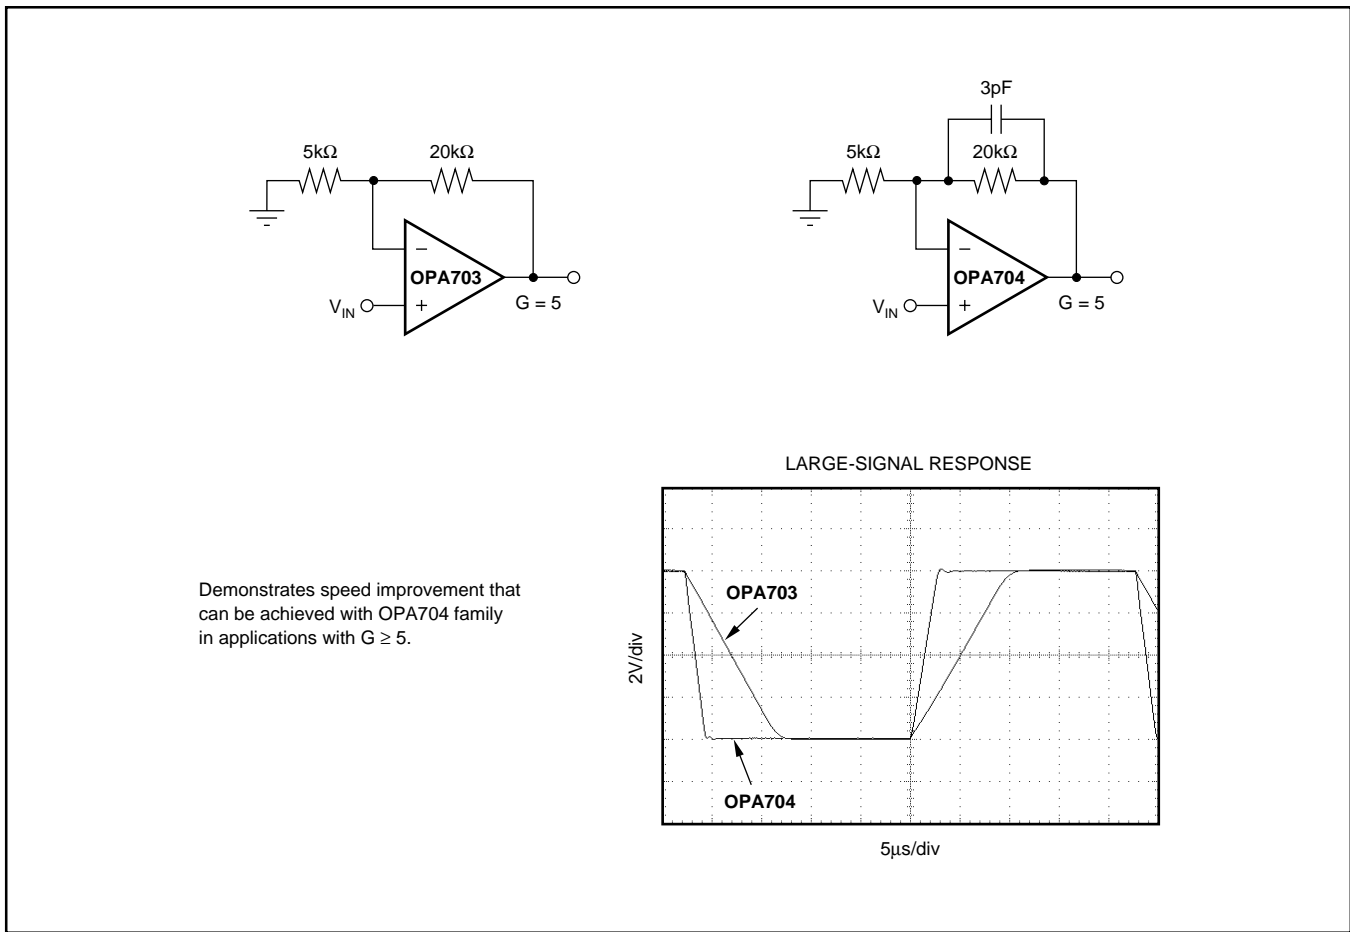 3pF
5kΩ
20kΩ
5kΩ
20kΩ
−
OPA703
+
V_IN
G = 5
−
OPA704
+
V_IN
G = 5
LARGE-SIGNAL RESPONSE
Demonstrates speed improvement that
can be achieved with OPA704 family
in applications with G ≥ 5.
2V/div
OPA703
OPA704
5µs/div